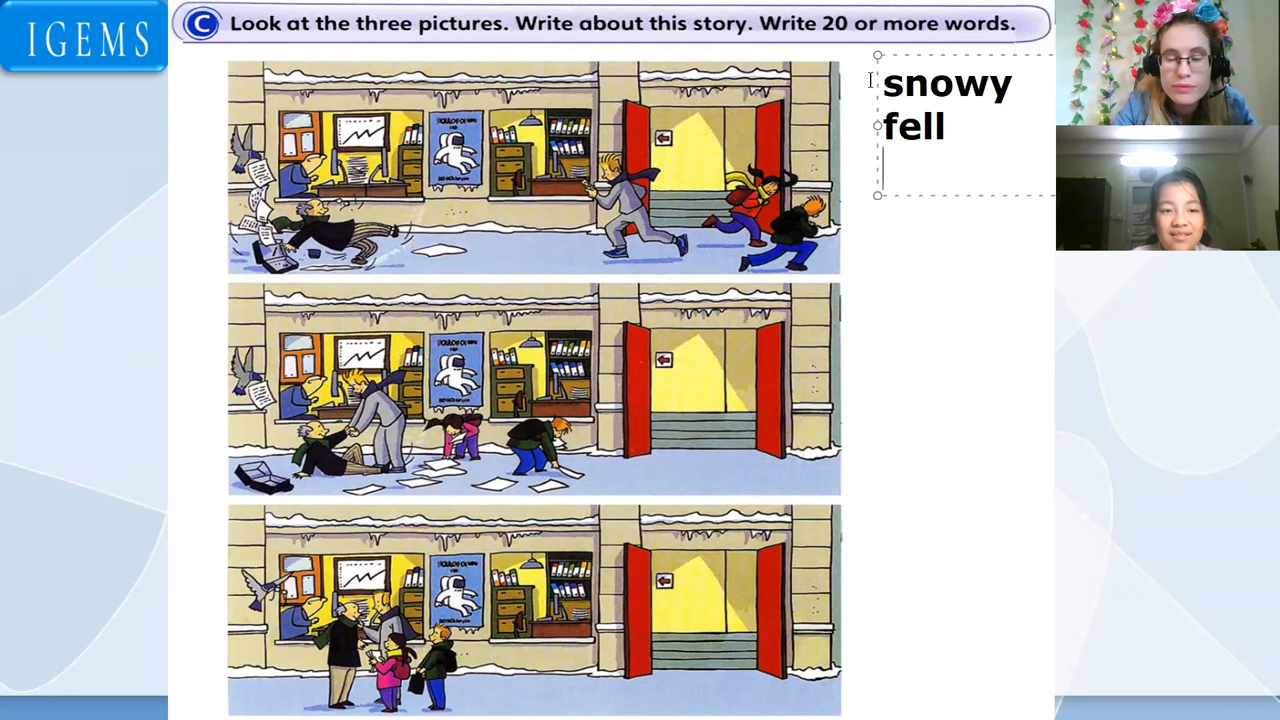 IGEMS
C Look at the three pictures. Write about this story. Write 20 or more words.
snowy
fell